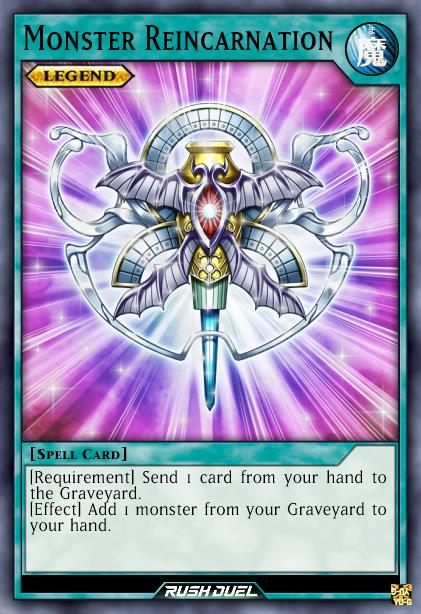 Monster Reincarnation
ま
魔
LEGEND
[Spell Card]
[Requirement] Send 1 card from your hand to
the Graveyard.
[Effect] Add 1 monster from your Graveyard to
your hand.
RUSH DUEL